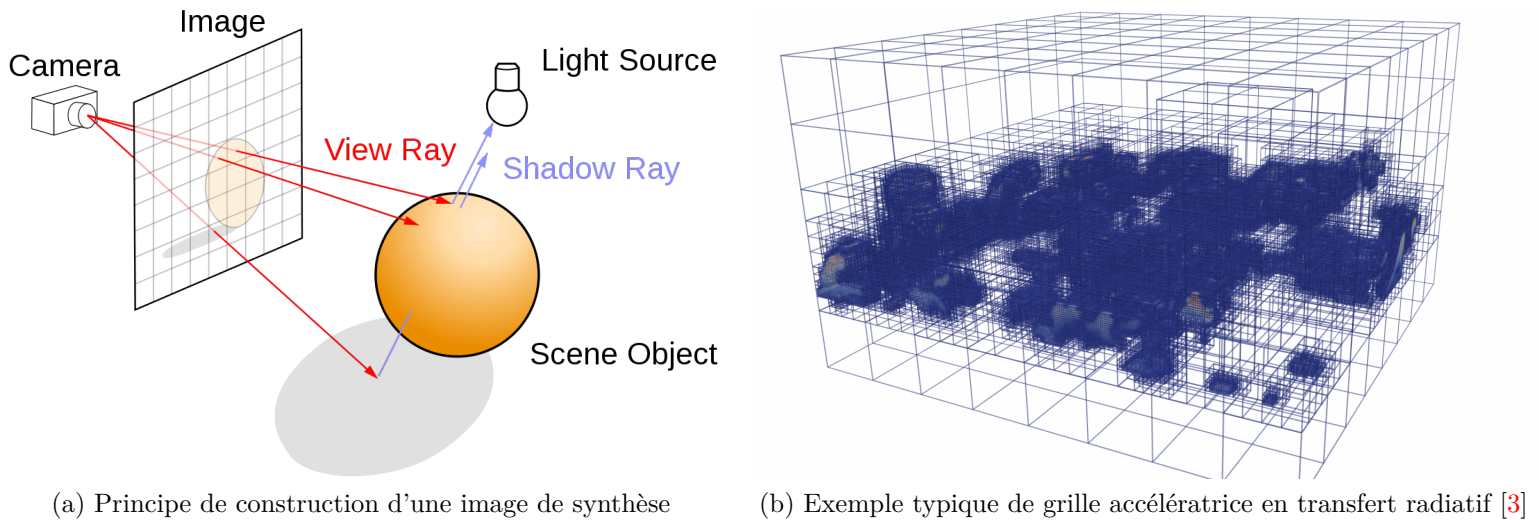 Image
Camera
Light Source
View Ray
Shadow Ray
Scene Object
(a) Principe de construction d'une image de synthèse
(b) Exemple typique de grille accélératrice en transfert radiatif [3]